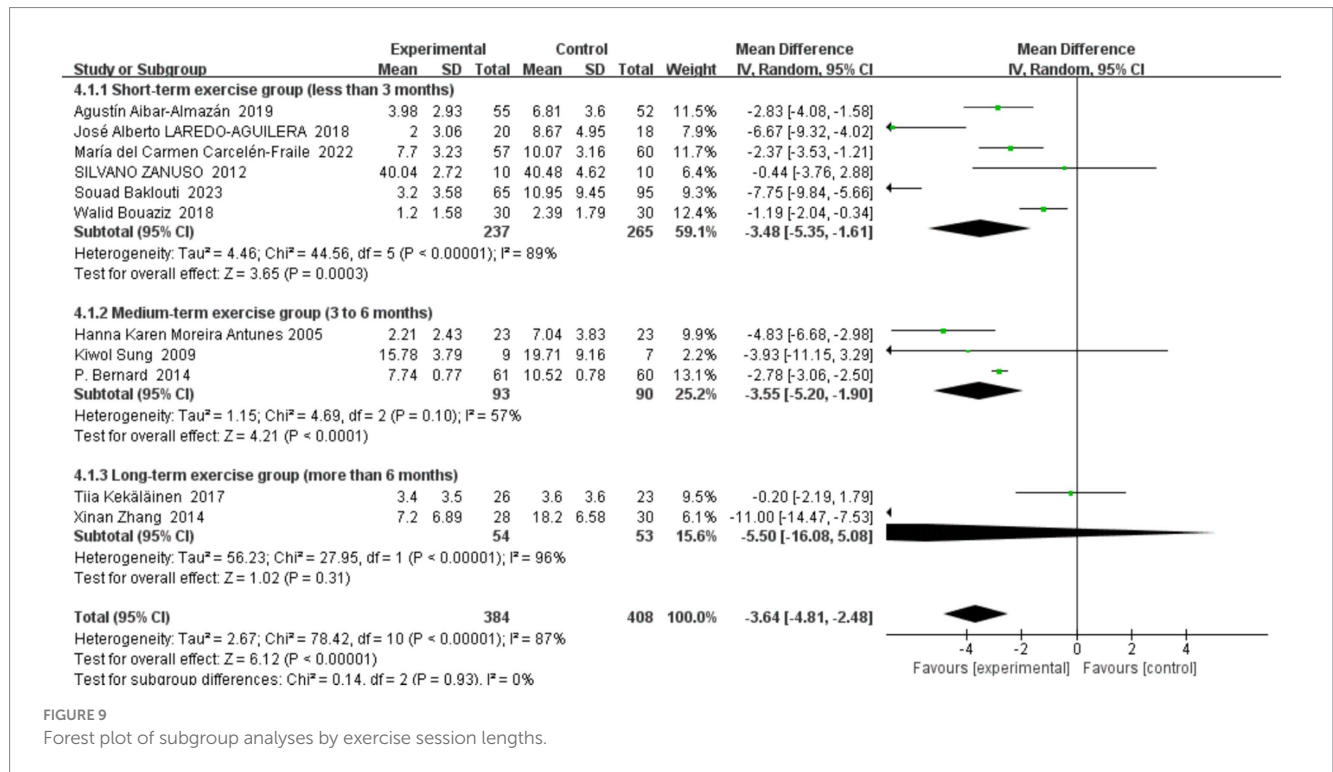 Experimental Control Mean Difference Mean Difference
Study or Subgroup Mean SD Total Mean SD Total Weight IV, Random, 95% CI IV, Random, 95% CI
4.1.1 Short-term exercise group (less than 3 months)
Agustín Aibar-Almazán 2019 3.98 2.93 55 6.81 3.6 52 11.5% -2.83 [-4.08, -1.58]
José Alberto LAREDO-AGUILERA 2018 2 3.06 20 8.67 4.95 18 7.9% -6.67 [-9.32, -4.02]
María del Carmen Carcelén-Fraile 2022 7.7 3.23 57 10.07 3.16 60 11.7% -2.37 [-3.53, -1.21]
SILVANO ZANUSO 2012 40.04 2.72 10 40.48 4.62 10 6.4% -0.44 [-3.76, 2.88]
Souad Baklouti 2023 3.2 3.58 65 10.95 9.45 95 9.3% -7.75 [-9.84, -5.66]
Walid Bouaziz 2018 1.2 1.58 30 2.39 1.79 30 12.4% -1.19 [-2.04, -0.34]
Subtotal (95% CI) 237 265 59.1% -3.48 [-5.35, -1.61]
Heterogeneity: Tau² = 4.46; Chi² = 44.56, df = 5 (P < 0.00001); I² = 89%
Test for overall effect: Z = 3.65 (P = 0.0003)
4.1.2 Medium-term exercise group (3 to 6 months)
Hanna Karen Moreira Antunes 2005 2.21 2.43 23 7.04 3.83 23 9.9% -4.83 [-6.68, -2.98]
Kiwol Sung 2009 15.78 3.79 9 19.71 9.16 7 2.2% -3.93 [-11.15, 3.29]
P. Bernard 2014 7.74 0.77 61 10.52 0.78 60 13.1% -2.78 [-3.06, -2.50]
Subtotal (95% CI) 93 90 25.2% -3.55 [-5.20, -1.90]
Heterogeneity: Tau² = 1.15; Chi² = 4.69, df = 2 (P = 0.10); I² = 57%
Test for overall effect: Z = 4.21 (P < 0.0001)
4.1.3 Long-term exercise group (more than 6 months)
Tiia Kekäläinen 2017 3.4 3.5 26 3.6 3.6 23 9.5% -0.20 [-2.19, 1.79]
Xinan Zhang 2014 7.2 6.89 28 18.2 6.58 30 6.1% -11.00 [-14.47, -7.53]
Subtotal (95% CI) 54 53 15.6% -5.50 [-16.08, 5.08]
Heterogeneity: Tau² = 56.23; Chi² = 27.95, df = 1 (P < 0.00001); I² = 96%
Test for overall effect: Z = 1.02 (P = 0.31)
Total (95% CI) 384 408 100.0% -3.64 [-4.81, -2.48]
Heterogeneity: Tau² = 2.67; Chi² = 78.42, df = 10 (P < 0.00001); I² = 87%
Test for overall effect: Z = 6.12 (P < 0.00001)
Test for subgroup differences: Chi² = 0.14, df = 2 (P = 0.93), I² = 0%
-4 -2 0 2 4
Favours [experimental] Favours [control]
FIGURE 9
Forest plot of subgroup analyses by exercise session lengths.